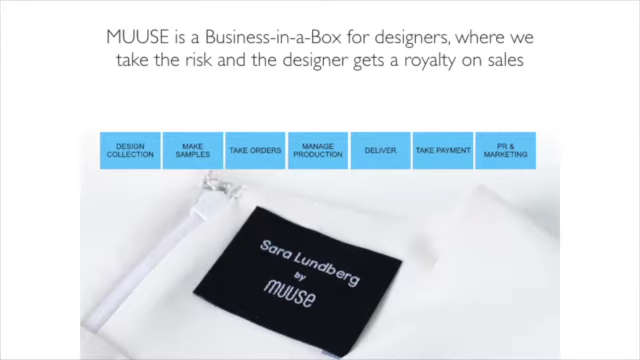 MUUSE is a Business-in-a-Box for designers, where we
take the risk and the designer gets a royalty on sales
DESIGN COLLECTION
MAKE SAMPLES
TAKE ORDERS
MANAGE PRODUCTION
DELIVER
TAKE PAYMENT
PR & MARKETING
Sara Lundberg
by
muuse